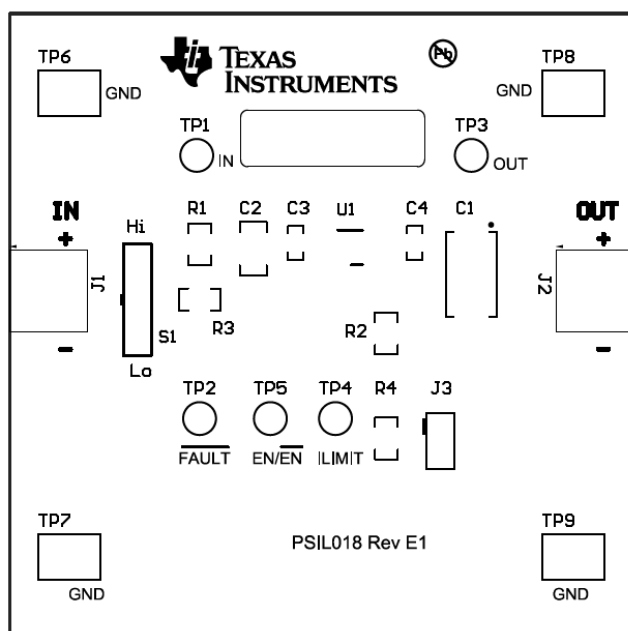 TP6
TEXAS
INSTRUMENTS
Pb
TP8
GND
GND
TP1
IN
TP3
OUT
IN
Hi
R1
C2
C3
U1
C4
C1
OUT
+
+
J1
J2
S1
R3
R2
-
-
Lo
TP2
TP5
TP4
R4
J3
FAULT
EN/EN
ILIMIT
TP7
TP9
PSIL018 Rev E1
GND
GND